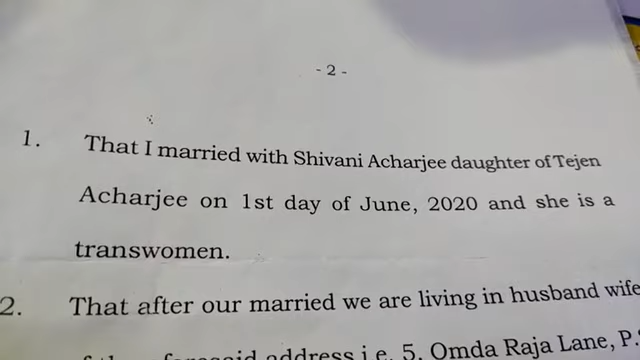 - 2 -
1. That I married with Shivani Acharjee daughter of Tejen
Acharjee on 1st day of June, 2020 and she is a
transwomen.
2. That after our married we are living in husband wife
address i.e. 5, Omda Raja Lane, P.S